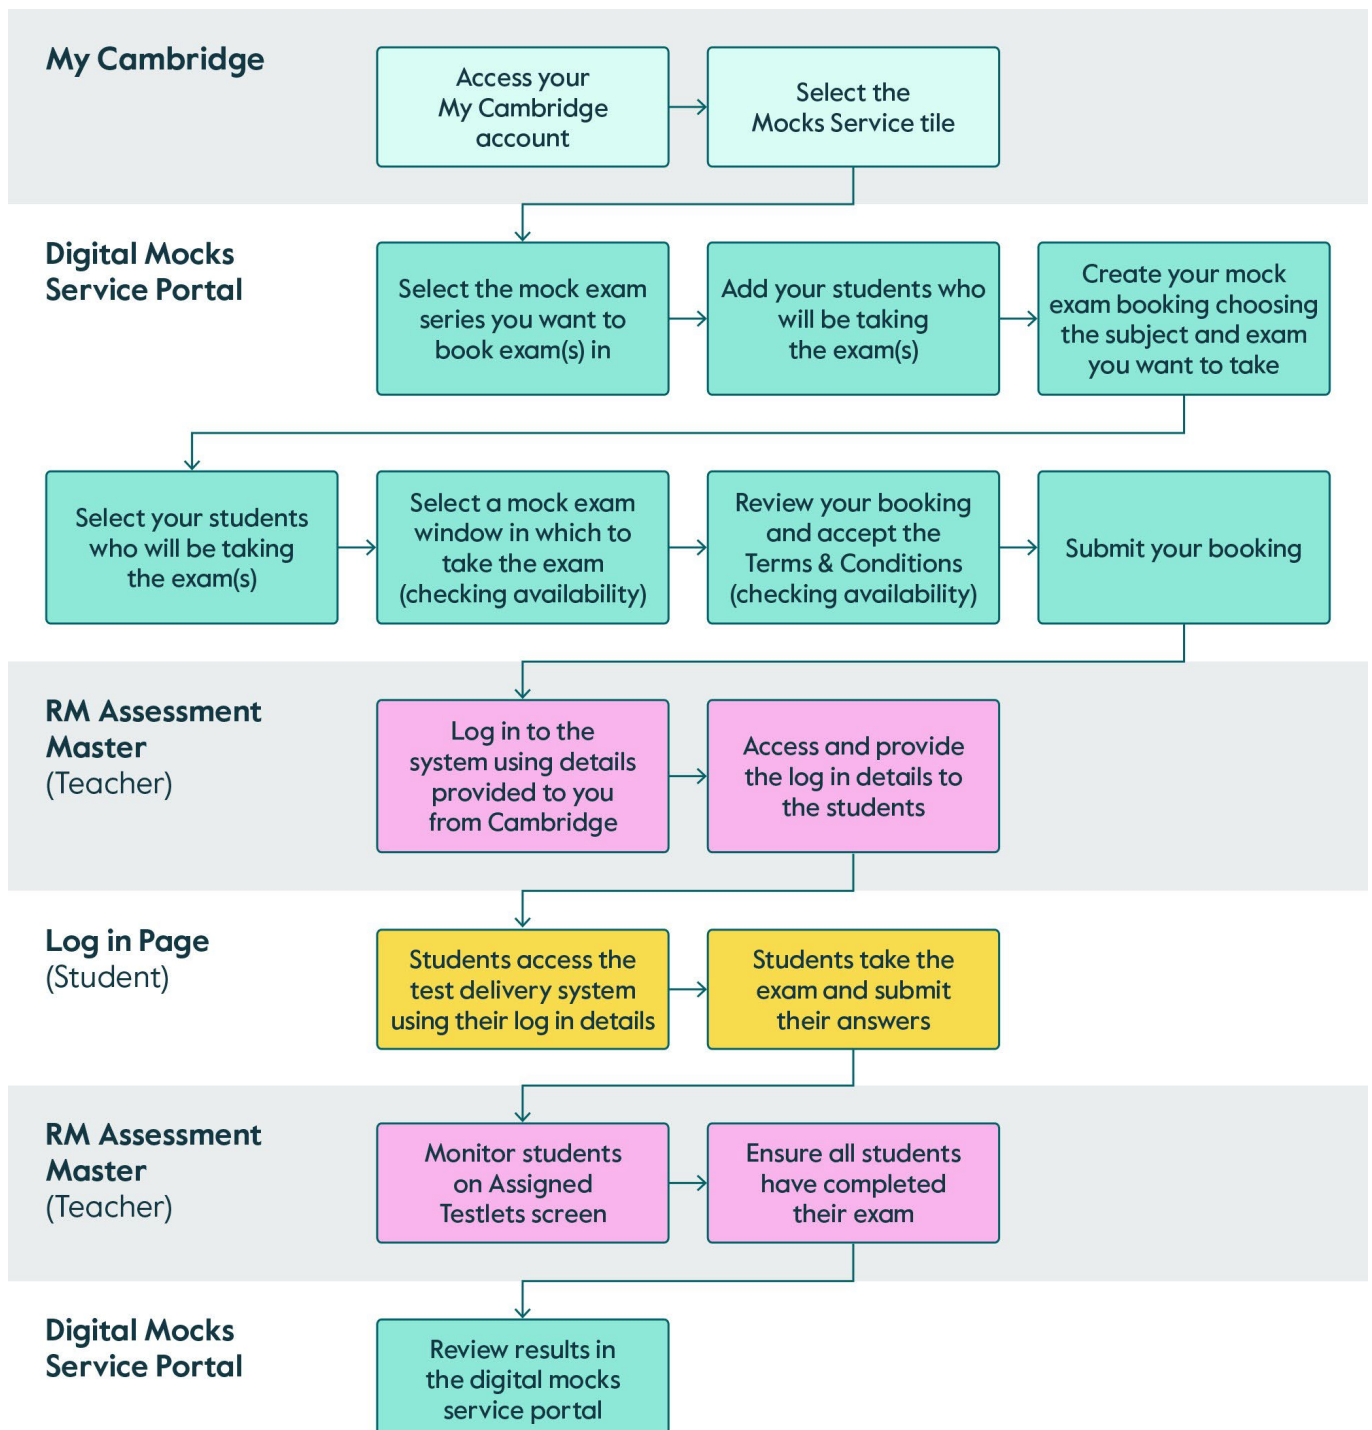 My Cambridge
Access your
My Cambridge
account
Select the
Mocks Service tile
Digital Mocks
Service Portal
Select the mock exam
series you want to
book exam(s) in
Add your students who
will be taking
the exam(s)
Create your mock
exam booking choosing
the subject and exam
you want to take
Select your students
who will be taking
the exam(s)
Select a mock exam
window in which to
take the exam
(checking availability)
Review your booking
and accept the
Terms & Conditions
(checking availability)
Submit your booking
RM Assessment
Master
(Teacher)
Log in to the
system using details
provided to you
from Cambridge
Access and provide
the log in details to
the students
Log in Page
(Student)
Students access the
test delivery system
using their log in details
Students take the
exam and submit
their answers
RM Assessment
Master
(Teacher)
Monitor students
on Assigned
Testlets screen
Ensure all students
have completed
their exam
Digital Mocks
Service Portal
Review results in
the digital mocks
service portal